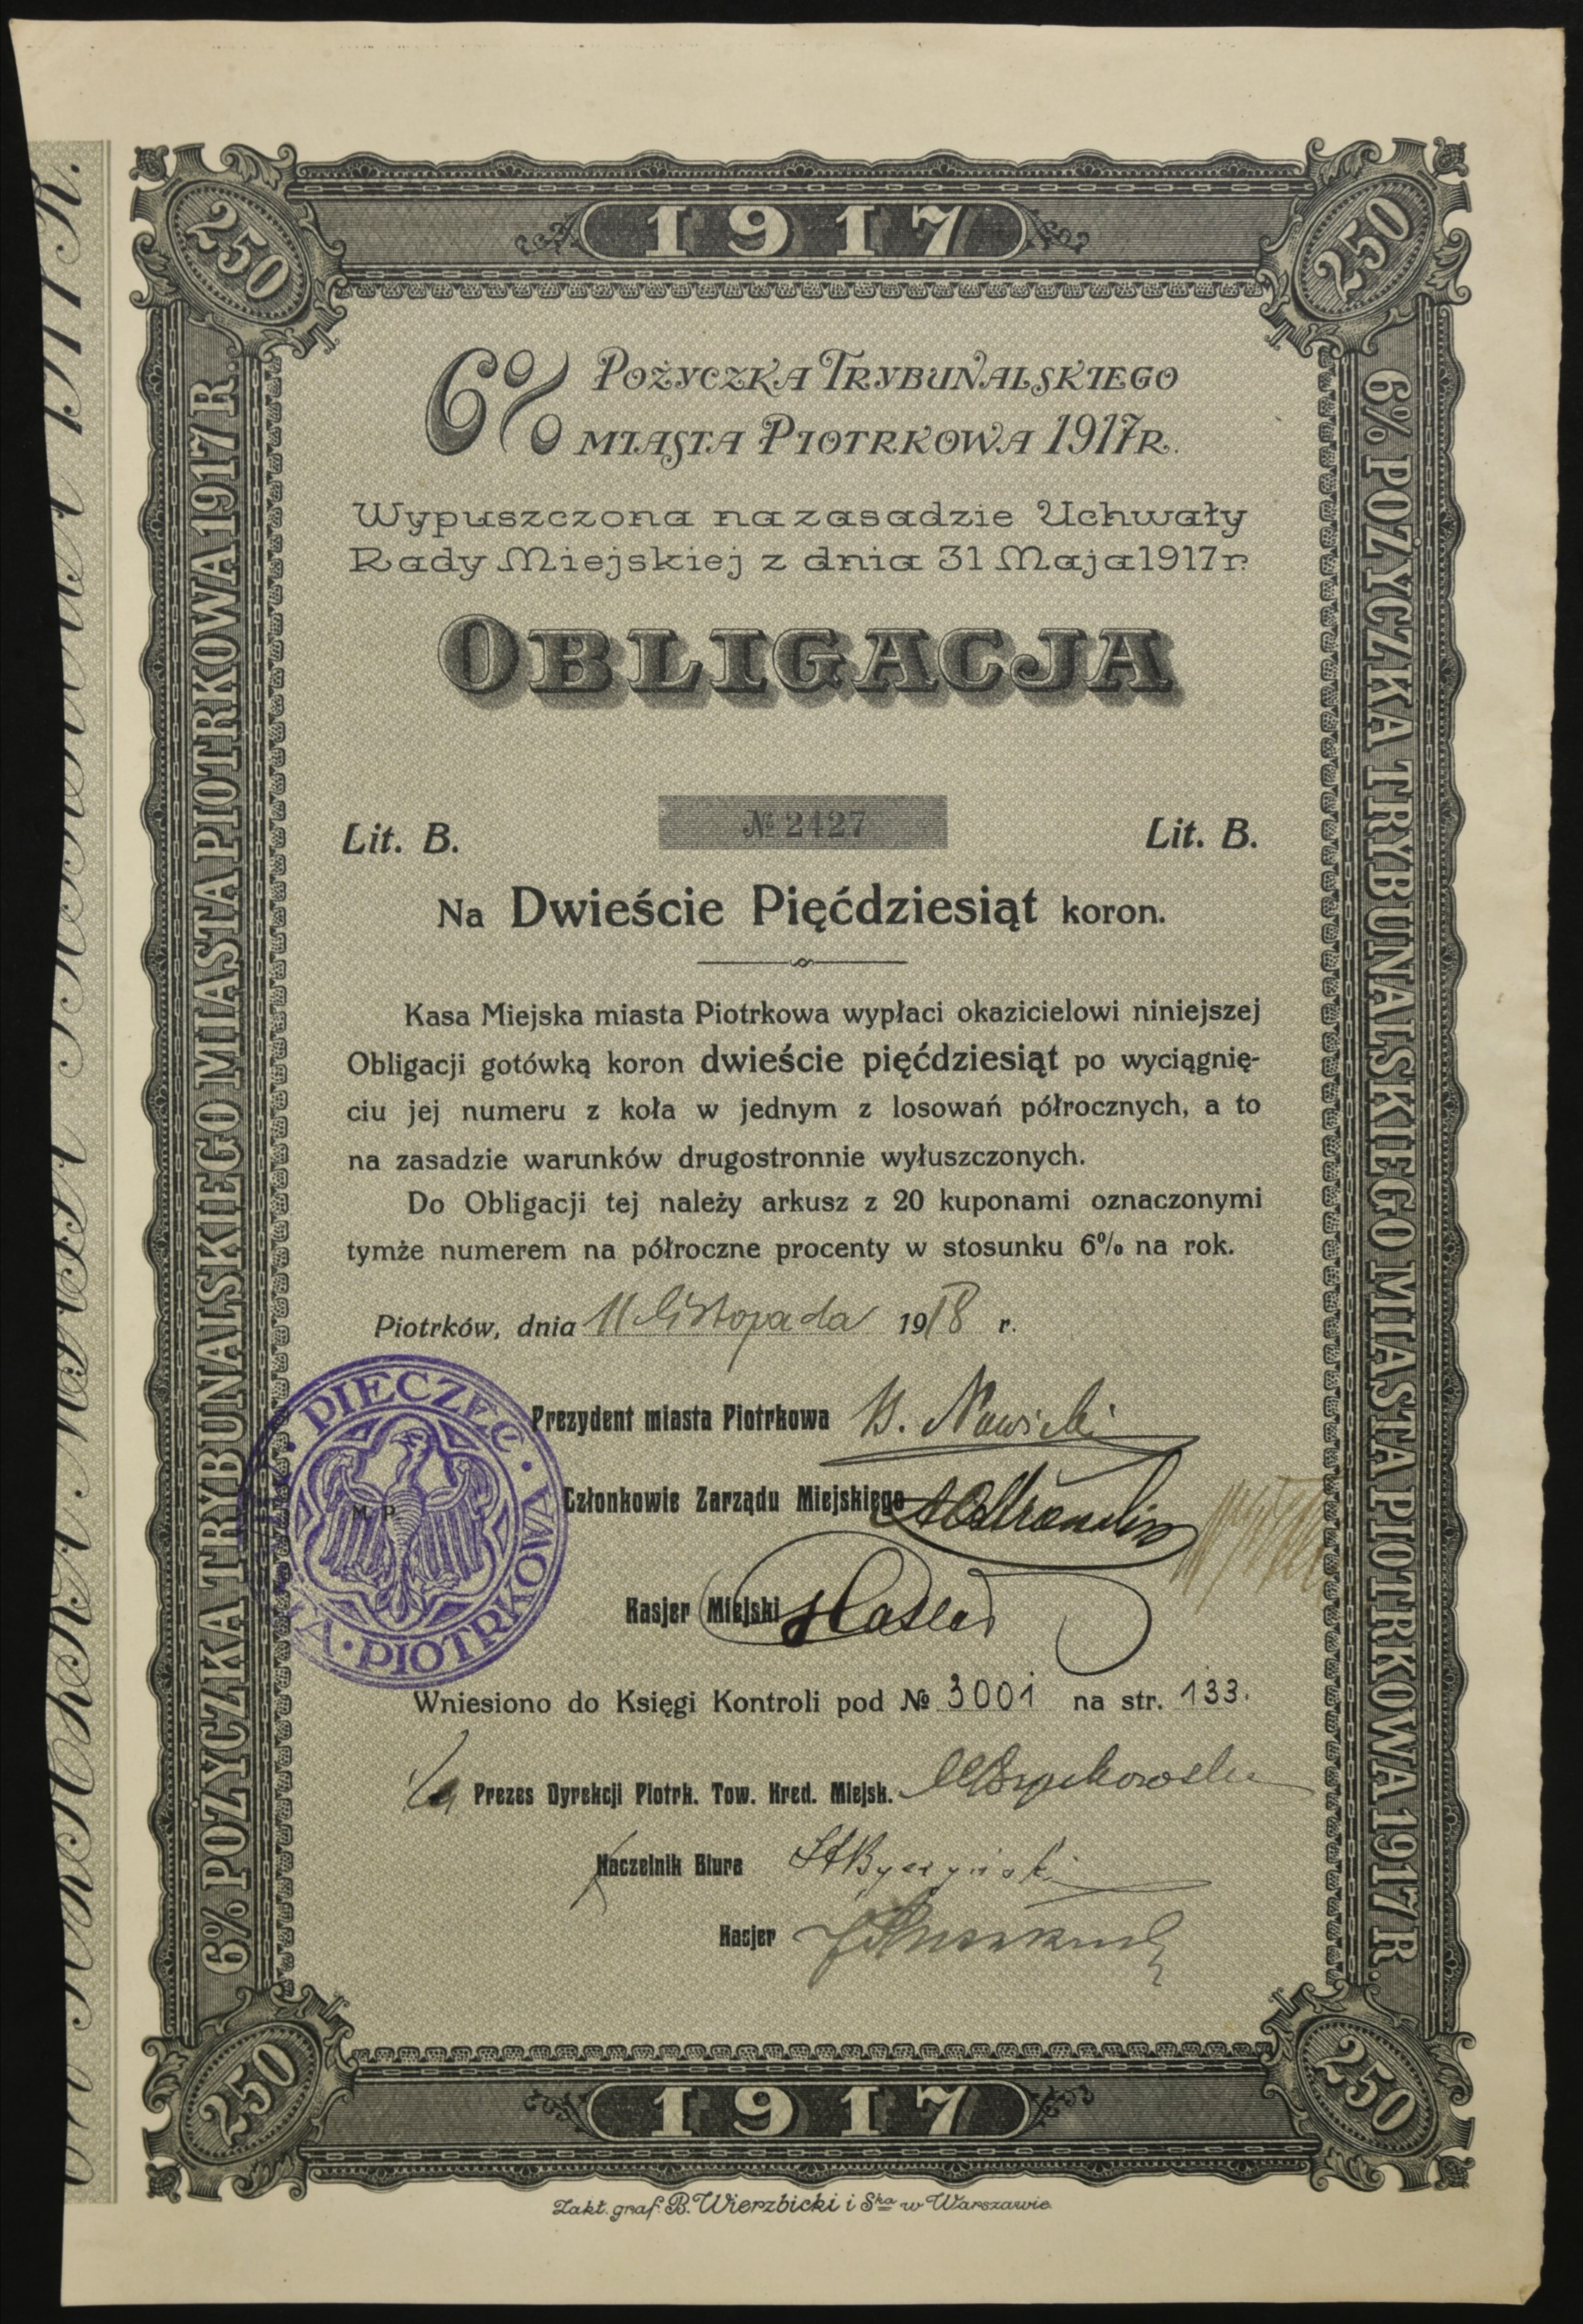 1917
250
250
6% POŻYCZKA TRYBUNALSKIEGO
MIASTA PIOTRKOWA 1917R.
Wypuszczona na zasadzie Uchwały
Rady Miejskiej z dnia 31 Maja 1917 r.
OBLIGACJA
Lit. B.
№ 2427
Lit. B.
Na Dwieście Pięćdziesiąt koron.
Kasa Miejska miasta Piotrkowa wypłaci okazicielowi niniejszej
Obligacji gotówką koron dwieście pięćdziesiąt po wyciągnię-
ciu jej numeru z koła w jednym z losowań półrocznych, a to
na zasadzie warunków drugostronnie wyłuszczonych.
Do Obligacji tej należy arkusz z 20 kuponami oznaczonymi
tymże numerem na półroczne procenty w stosunku 6% na rok.
Piotrków, dnia 11 listopada 1918 r.
Prezydent miasta Piotrkowa
Członkowie Zarządu Miejskiego
Kasjer Miejski
M. P.
PIECZĘĆ
PIOTRKOWA
Wniesiono do Księgi Kontroli pod № 3001 na str. 133.
Prezes Dyrekcji Piotrk. Tow. Kred. Miejsk.
Naczelnik Biura
Kasjer
6% POŻYCZKA TRYBUNALSKIEGO MIASTA PIOTRKOWA 1917 R.
6% POŻYCZKA TRYBUNALSKIEGO MIASTA PIOTRKOWA 1917 R.
250
250
1917
Zakł. graf. B. Wierzbicki i Ska w Warszawie